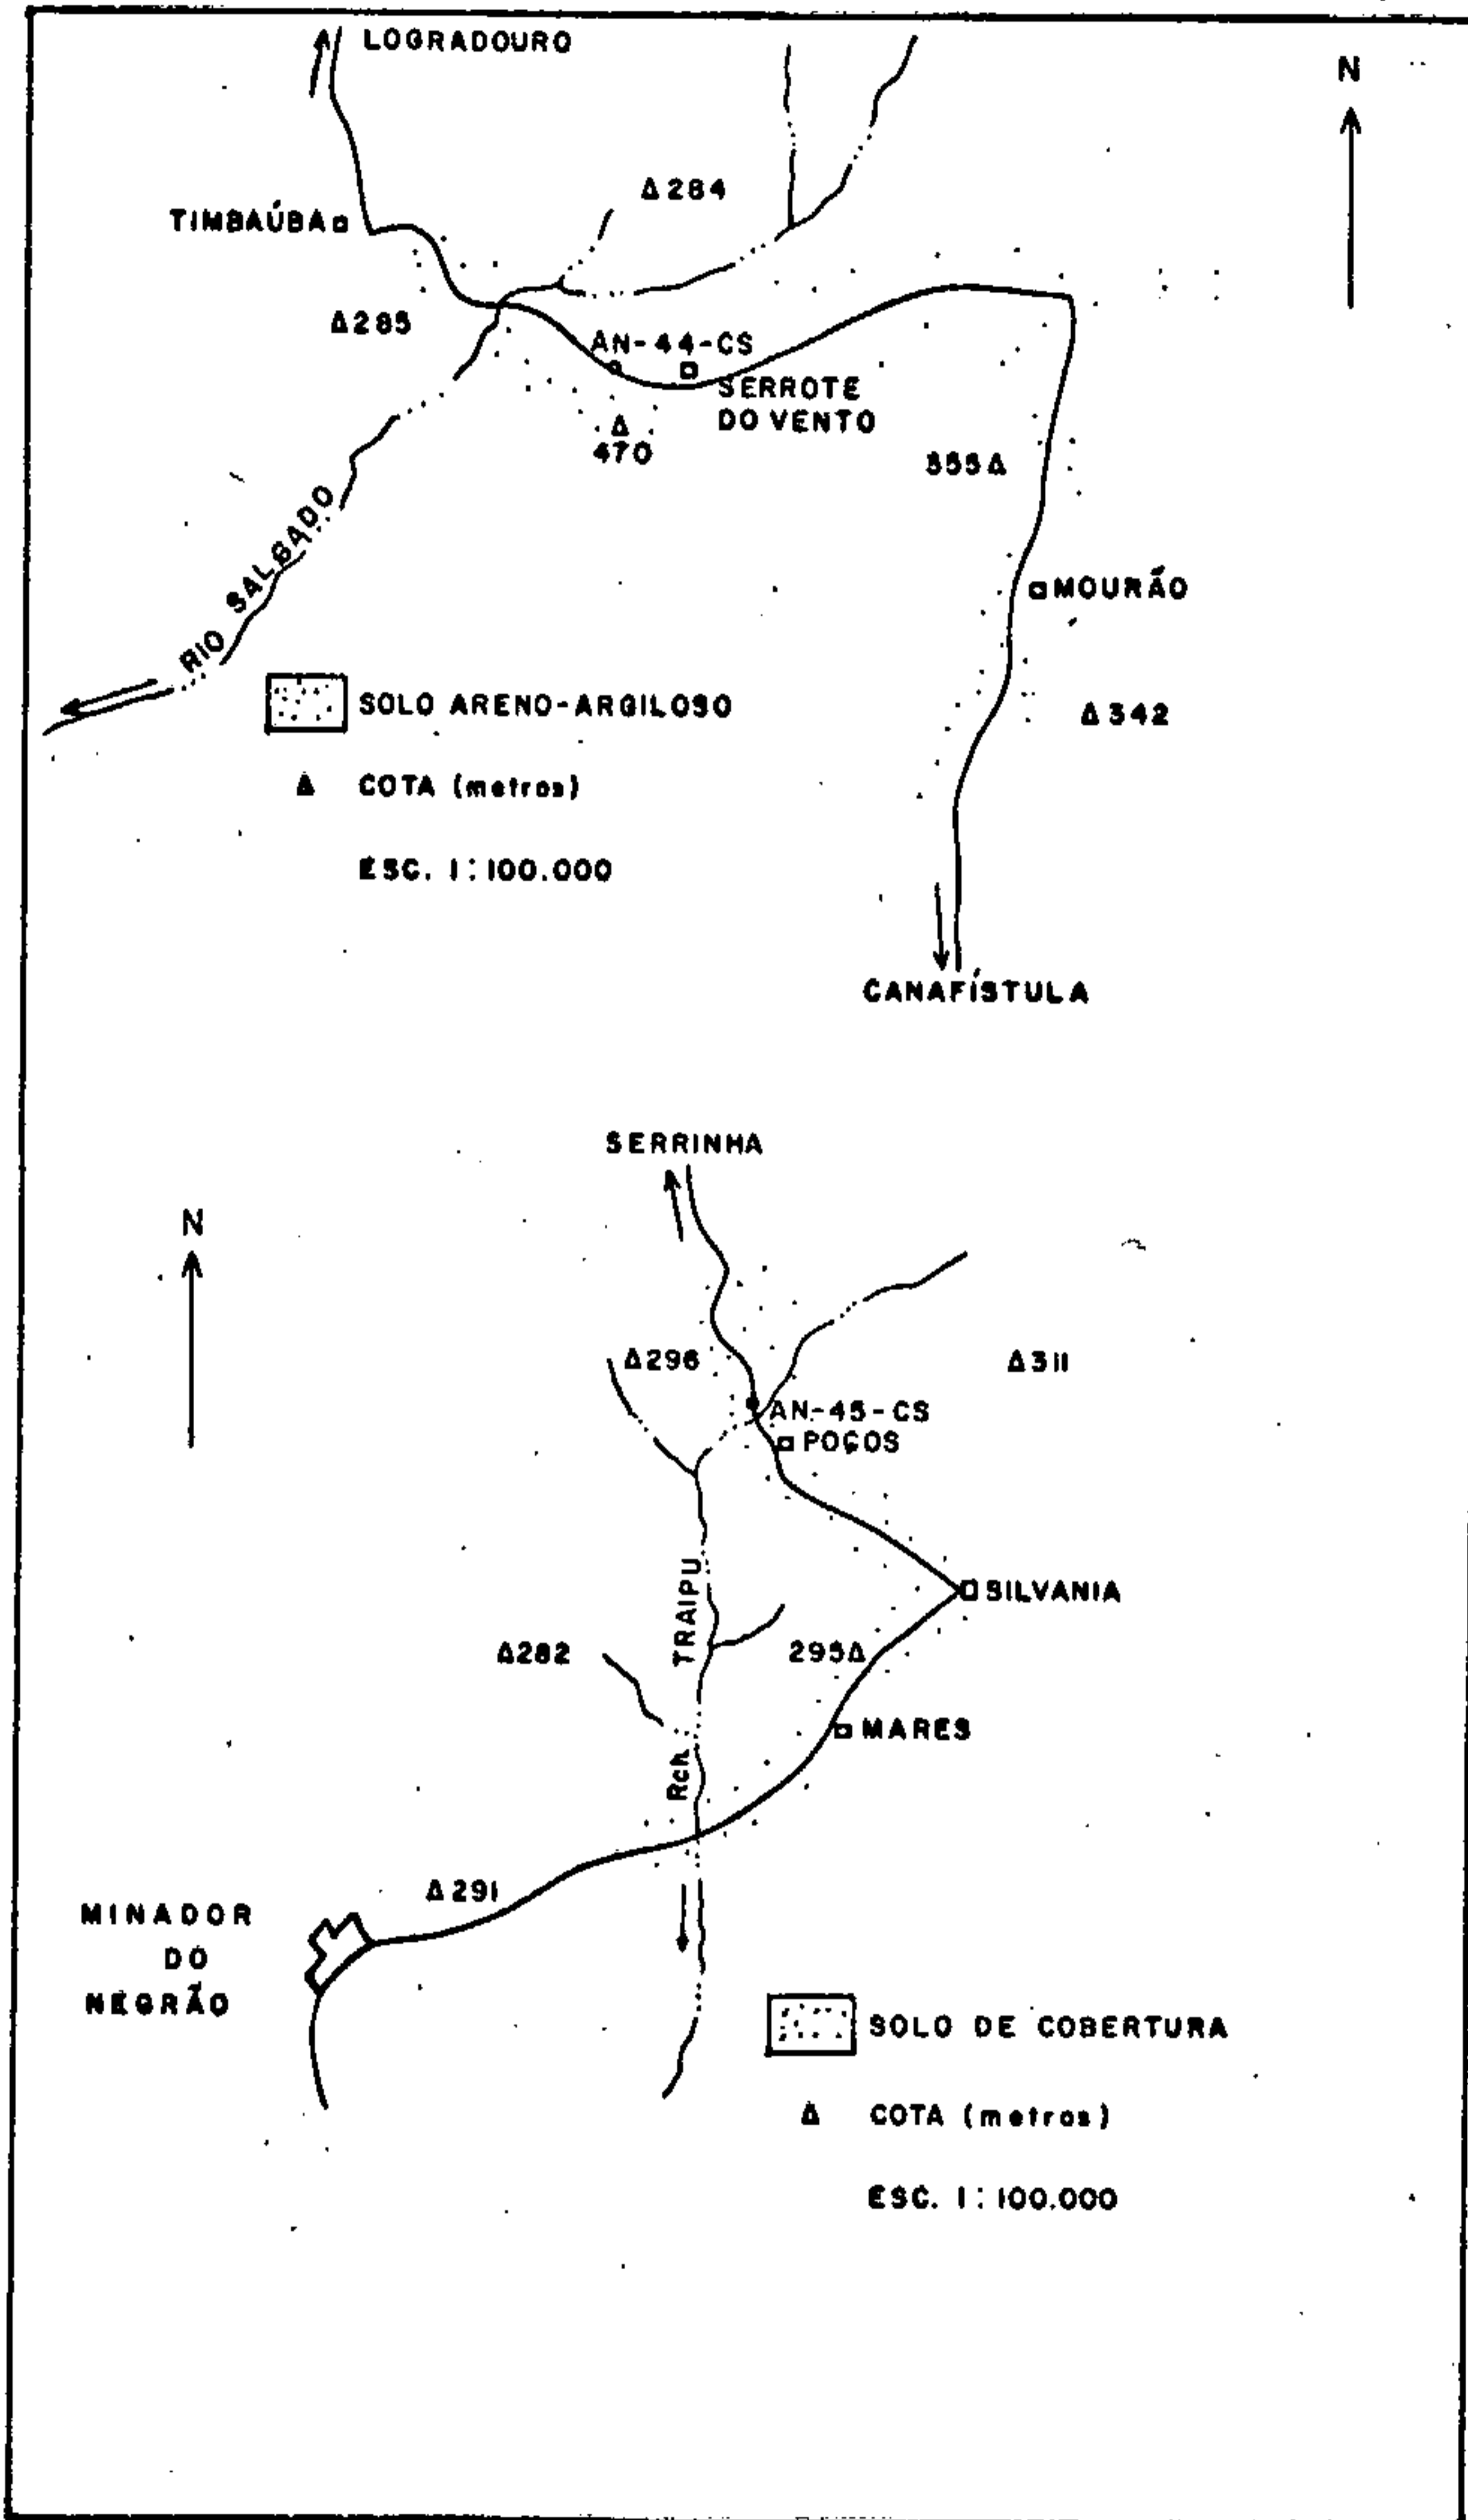 LOGRADOURO
N
Δ284
TIMBAÚBA
Δ285
AN-44-CS
SERROTE
DO VENTO
Δ
470
Δ
RIO SALGADO
MOURÃO
SOLO ARENO-ARGILOSO
Δ342
Δ COTA (metros)
ESC. 1:100.000
CANAFÍSTULA
SERRINHA
N
Δ296
Δ311
AN-45-CS
POÇOS
SILVANIA
TRAIPU
Δ282
295Δ
MARES
Rch.
Δ291
MINADOR
DO
NEGRÃO
SOLO DE COBERTURA
Δ COTA (metros)
ESC. 1:100.000